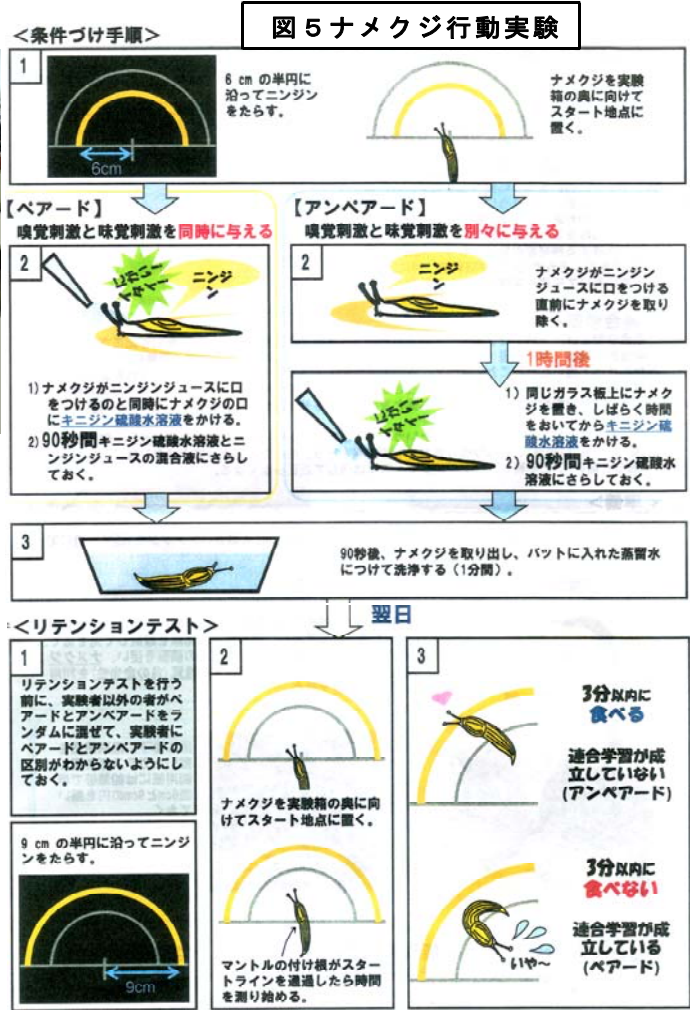 図５ナメクジ行動実験
＜条件づけ手順＞
1
6 cm の半円に
沿ってニンジン
をたらす。
6cm
ナメクジを実験
箱の奥に向けて
スタート地点に
置く。
【ペアード】
嗅覚刺激と味覚刺激を同時に与える
2
にがいー
イタイー
ニンジ
ン
1)ナメクジがニンジンジュースに口
をつけるのと同時にナメクジの口
にキニジン硫酸水溶液をかける。
2)90秒間キニジン硫酸水溶液とニ
ンジンジュースの混合液にさらし
ておく。
【アンペアード】
嗅覚刺激と味覚刺激を別々に与える
2
ニンジ
ン
ナメクジがニンジン
ジュースに口をつける
直前にナメクジを取り
除く。
1時間後
にがいー
イタイー
1) 同じガラス板上にナメク
ジを置き、しばらく時間
をおいてからキニジン硫
酸水溶液をかける。
2) 90秒間キニジン硫酸水
溶液にさらしておく。
3
90秒後、ナメクジを取り出し、バットに入れた蒸留水
につけて洗浄する（1分間）。
翌日
＜リテンションテスト＞
1
リテンションテストを行う
前に、実験者以外の者がペ
アードとアンペアードをラ
ンダムに混ぜて、実験者に
ペアードとアンペアードの
区別がわからないようにし
ておく。
9 cm の半円に沿ってニンジ
ンをたらす。
9cm
2
ナメクジを実験箱の奥に向
けてスタート地点に置く。
マントルの付け根がスター
トラインを通過したら時間
を測り始める。
3
3分以内に
食べる
連合学習が成
立していない
(アンペアード)
3分以内に
食べない
連合学習が成
立している
(ペアード)
いや～